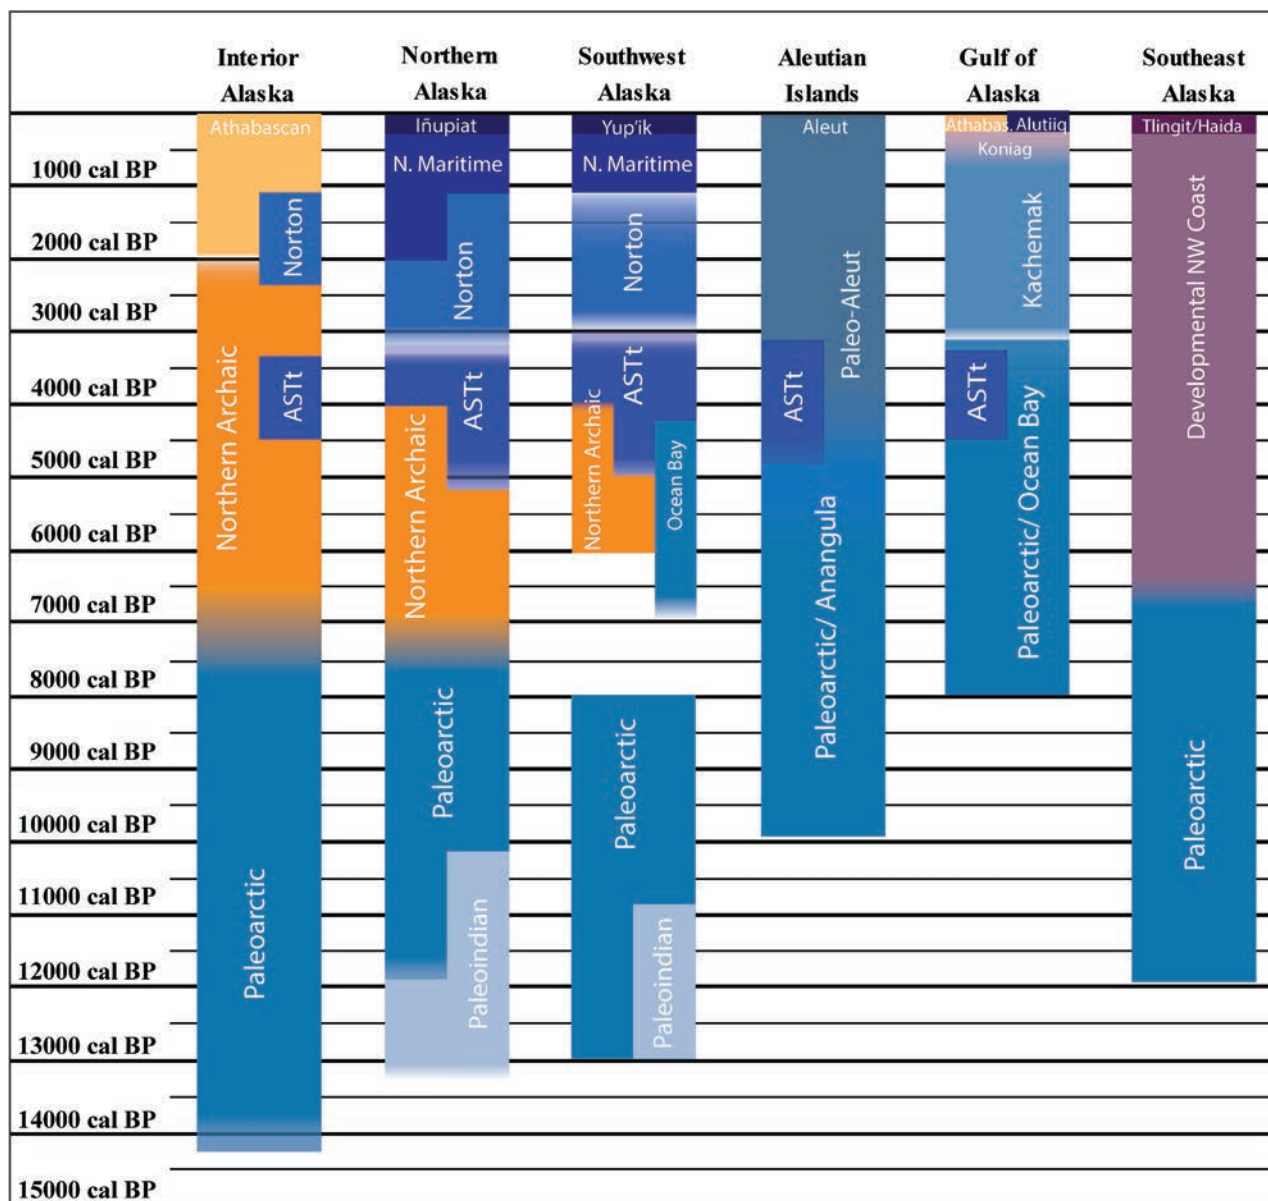 Interior Alaska
Northern Alaska
Southwest Alaska
Aleutian Islands
Gulf of Alaska
Southeast Alaska
Athabascan
Iñupiat
Yup'ik
Aleut
Athabas.
Alutiiq
Tlingit/Haida
Koniag
1000 cal BP
N. Maritime
N. Maritime
2000 cal BP
Norton
Norton
Norton
Paleo-Aleut
Kachemak
Developmental NW Coast
3000 cal BP
4000 cal BP
Northern Archaic
ASTt
ASTt
ASTt
ASTt
ASTt
5000 cal BP
Northern Archaic
Northern Archaic
Ocean Bay
Paleoarctic/ Ocean Bay
6000 cal BP
Paleoarctic/ Anangula
7000 cal BP
8000 cal BP
9000 cal BP
Paleoarctic
Paleoarctic
Paleoarctic
10000 cal BP
11000 cal BP
Paleoarctic
Paleoindian
Paleoindian
12000 cal BP
13000 cal BP
14000 cal BP
15000 cal BP